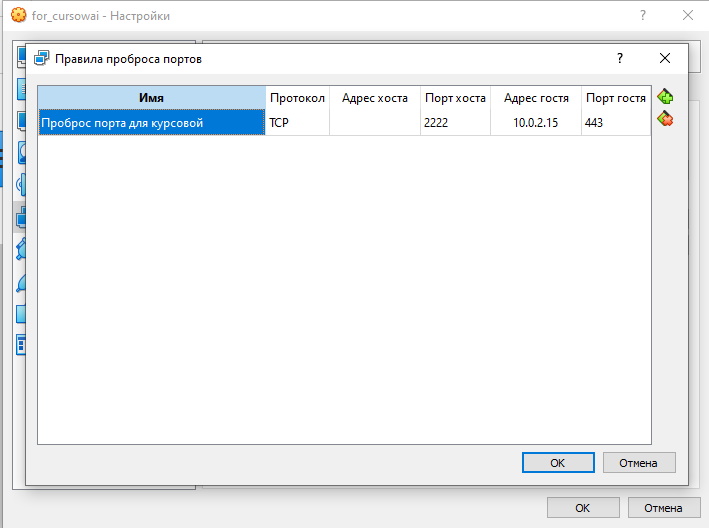 for_cursowai - Настройки
Правила проброса портов
Имя Протокол Адрес хоста Порт хоста Адрес гостя Порт гостя
Проброс порта для курсовой TCP 2222 10.0.2.15 443
OK Отмена
OK Отмена